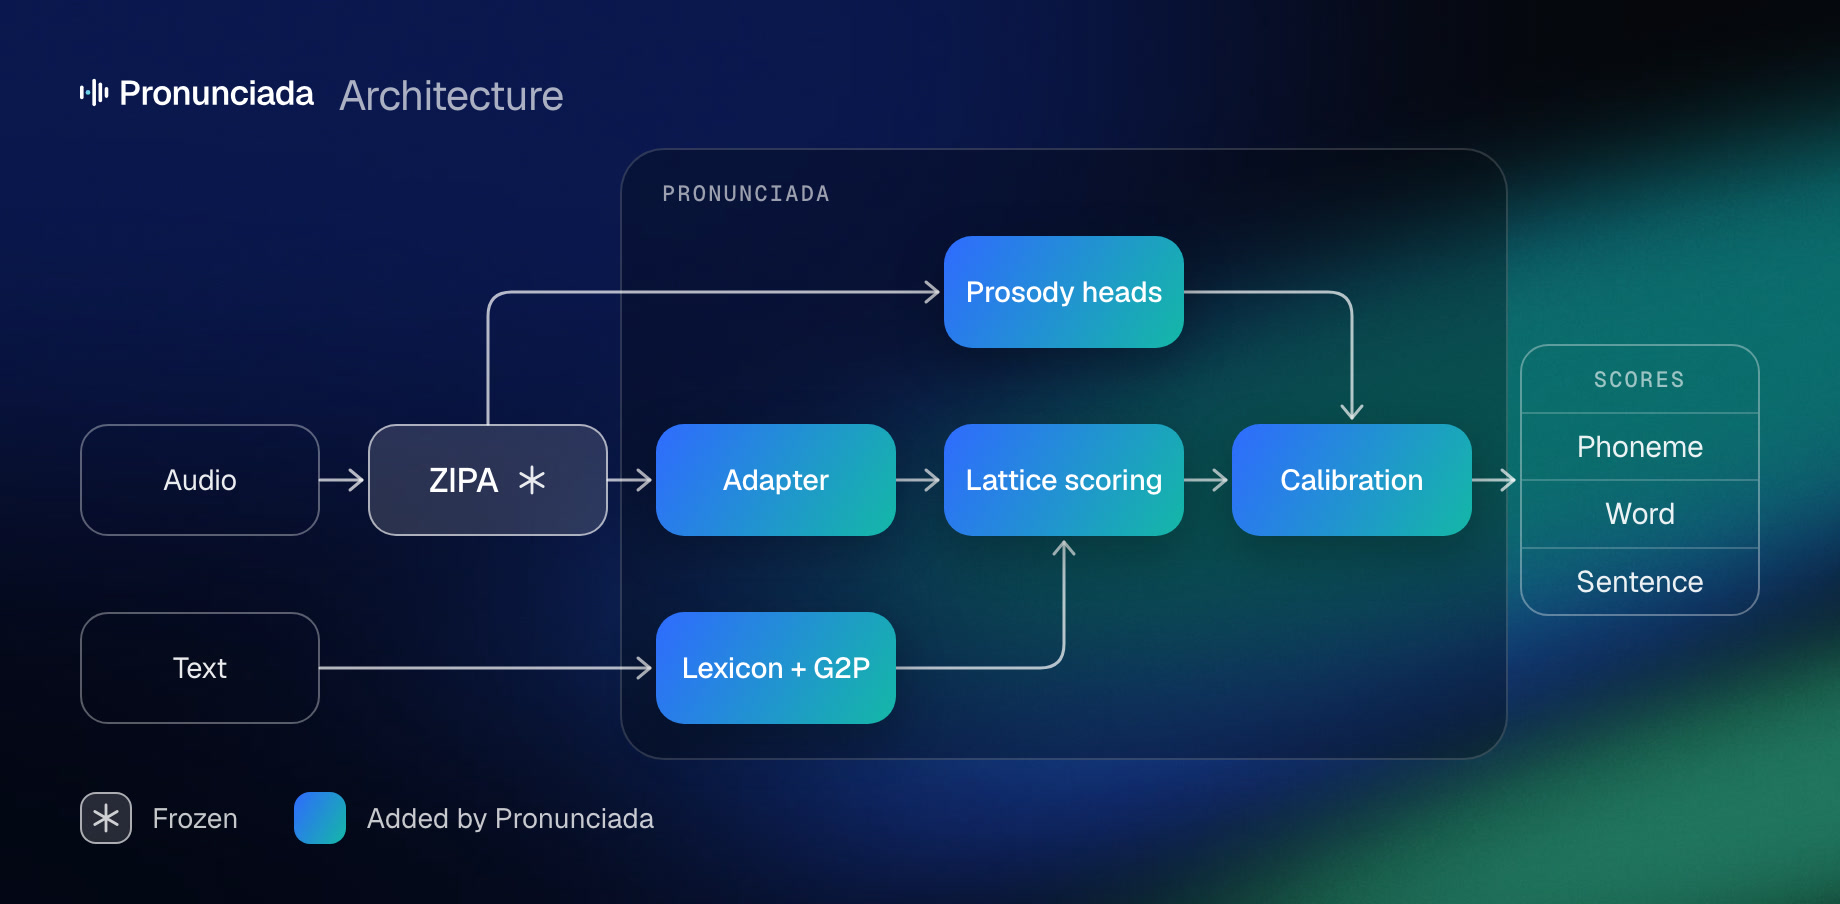 Pronunciada Architecture
PRONUNCIADA
Prosody heads
Audio
ZIPA
Adapter
Lattice scoring
Calibration
SCORES
Phoneme
Word
Sentence
Text
Lexicon + G2P
Frozen
Added by Pronunciada